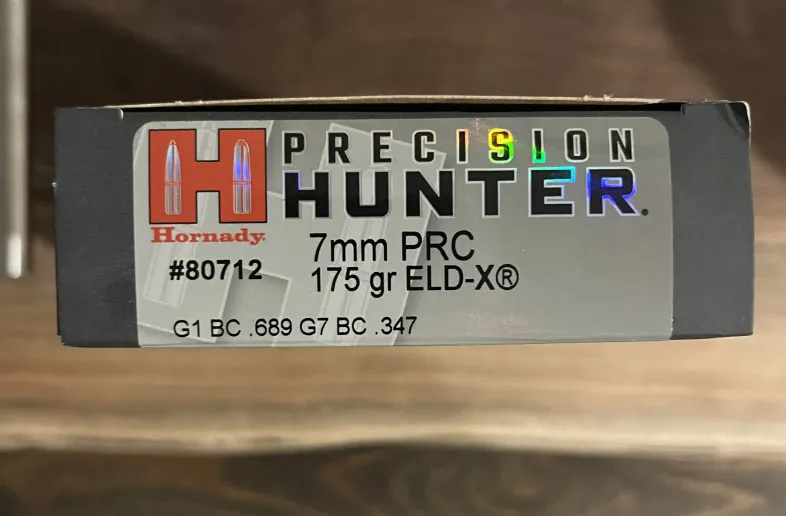 H PRECISION
HUNTER.
Hornady.
7mm PRC
#80712
175 gr ELD-X®
G1 BC .689 G7 BC .347